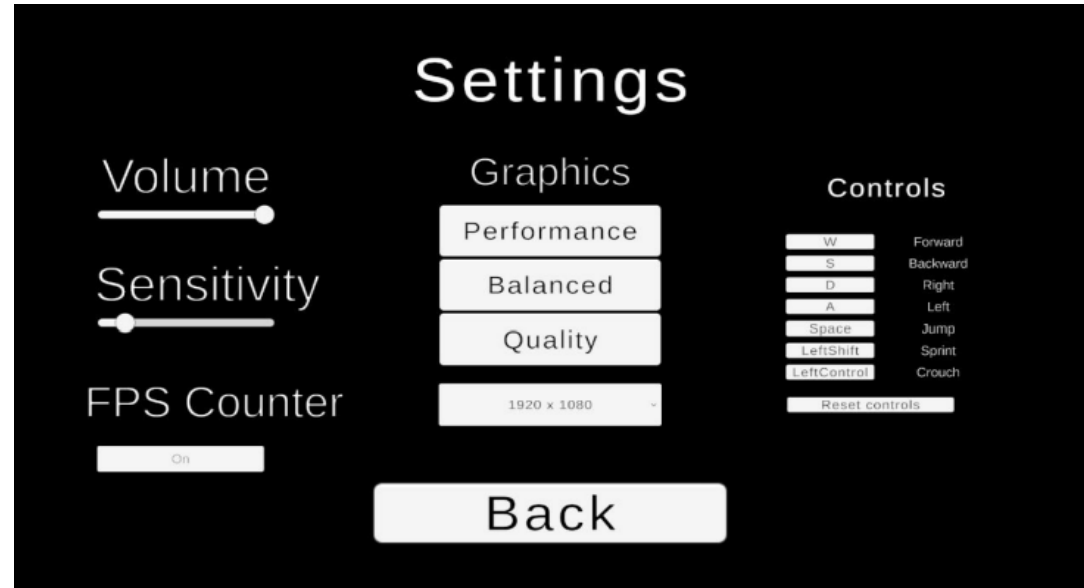 Settings
Volume
Sensitivity
FPS Counter
On
Graphics
Performance
Balanced
Quality
1920 x 1080
Controls
W Forward
S Backward
D Right
A Left
Space Jump
LeftShift Sprint
LeftControl Crouch
Reset controls
Back